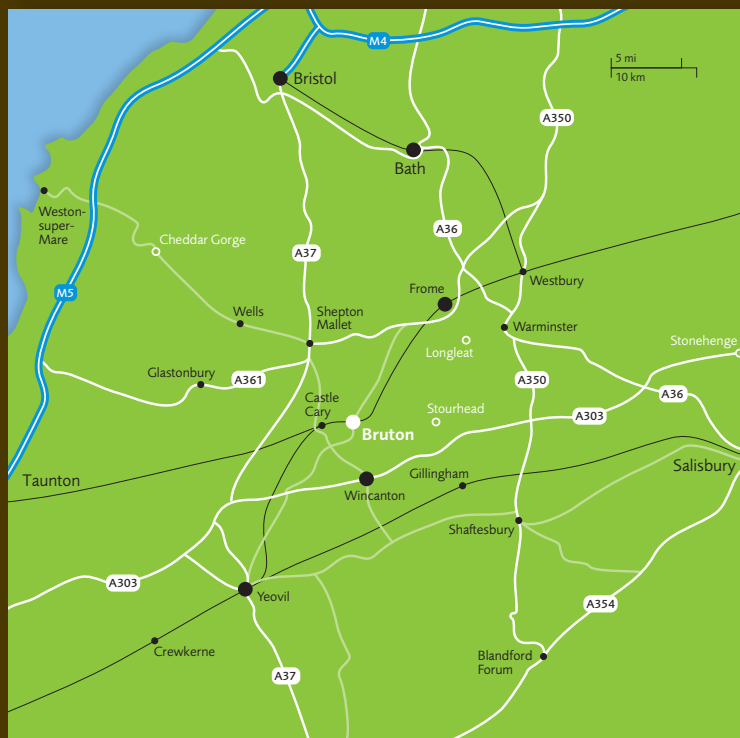 M4
5 mi
10 km
Bristol
A350
Bath
Weston-
super-
Mare
A36
Cheddar Gorge
A37
Westbury
Frome
M5
Wells
Shepton
Mallet
Warminster
Stonehenge
Longleat
Glastonbury
A361
A350
A36
Castle
Cary
Stourhead
A303
Bruton
Salisbury
Taunton
Gillingham
Wincanton
Shaftesbury
A303
Yeovil
A354
Crewkerne
Blandford
Forum
A37